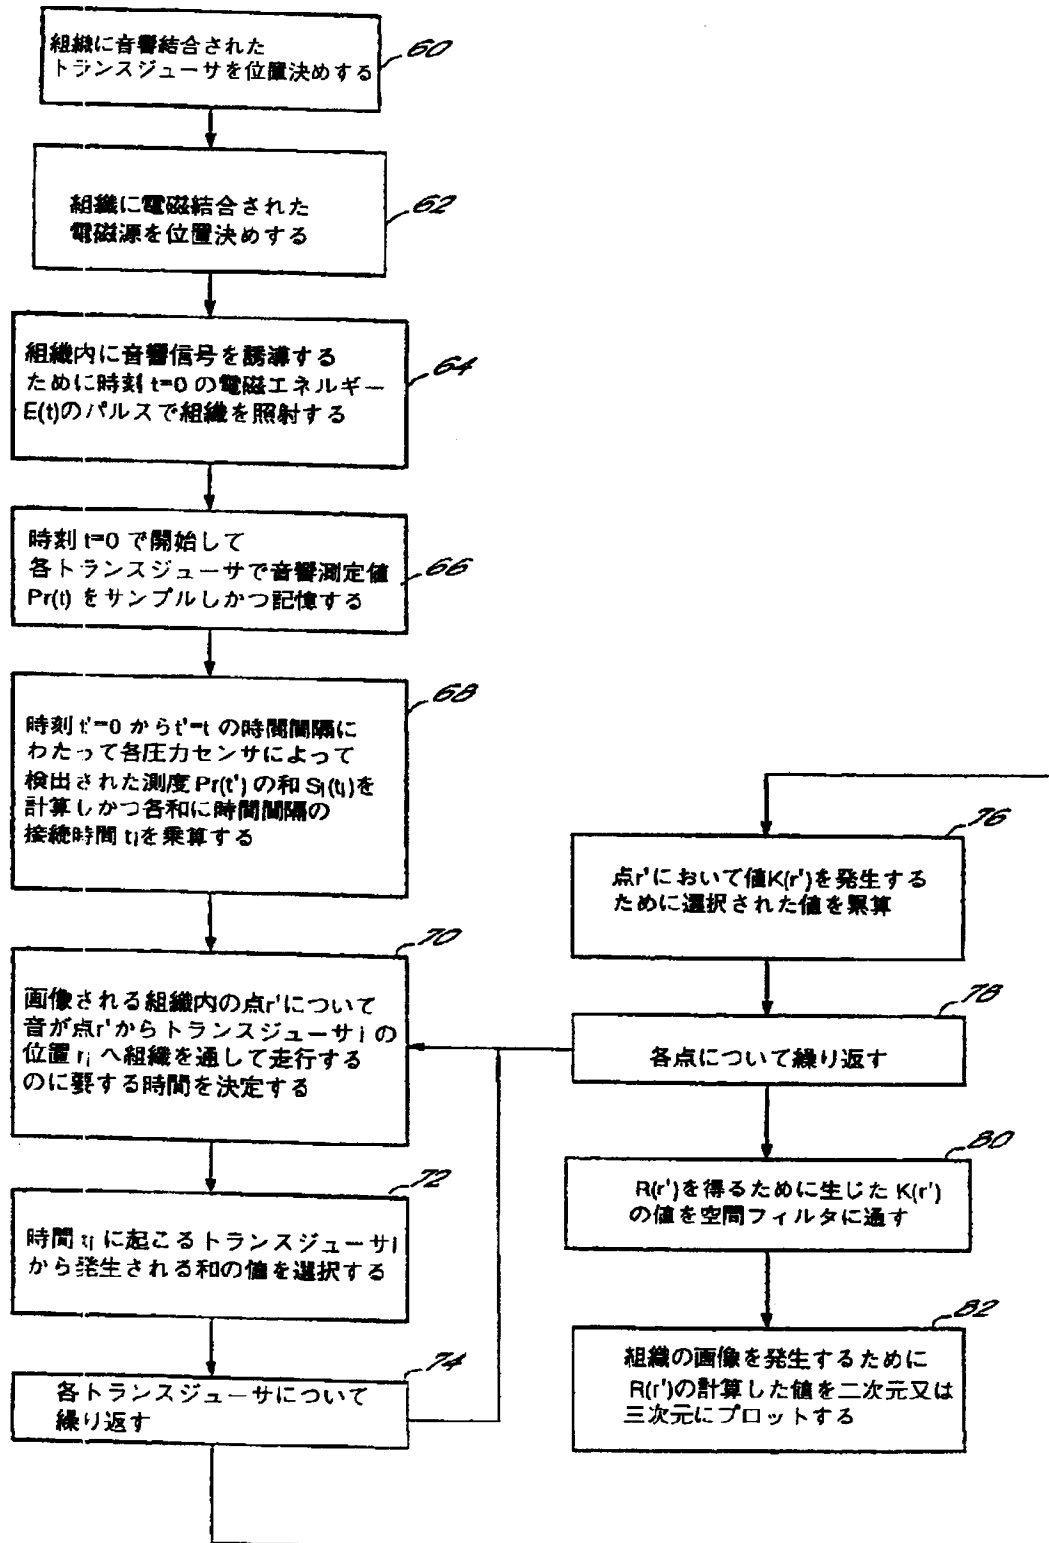 組織に音響結合された
トランスジューサを位置決めする
60
組織に電磁結合された
電磁源を位置決めする
62
組織内に音響信号を誘導する
ために時刻 t=0 の電磁エネルギー
E(t)のパルスで組織を照射する
64
時刻 t=0 で開始して
各トランスジューサで音響測定値
Pr(t) をサンプルしかつ記憶する
66
時刻 t'=0 からt'=t の時間間隔に
わたって各圧力センサによって
検出された測度 Pr(t') の和 Si(ti)を
計算しかつ各和に時間間隔の
接続時間 tiを乗算する
68
画像される組織内の点r'について
音が点r'からトランスジューサ i の
位置 ri へ組織を通して走行する
のに要する時間を決定する
70
時間 ti に起こるトランスジューサi
から発生される和の値を選択する
72
各トランスジューサについて
繰り返す
74
点r'において値K(r')を発生する
ために選択された値を累算
76
各点について繰り返す
78
R(r')を得るために生じた K(r')
の値を空間フィルタに通す
80
組織の画像を発生するために
R(r')の計算した値を二次元又は
三次元にプロットする
82